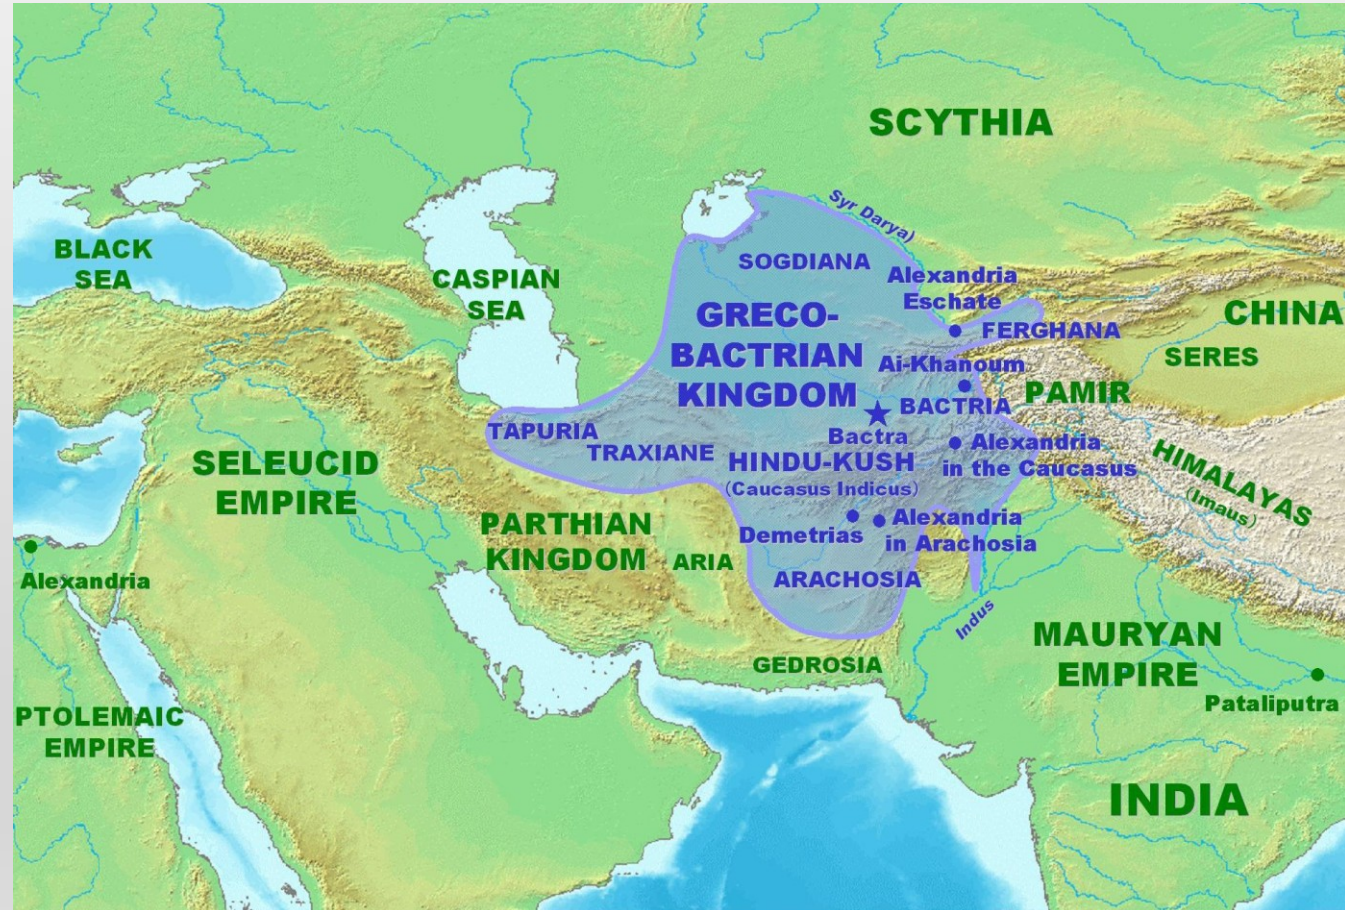 SCYTHIA
Syr Darya)
BLACK
SEA
CASPIAN
SEA
SOGDIANA
Alexandria
Eschate
GRECO-
BACTRIAN
KINGDOM
FERGHANA
CHINA
SERES
Ai-Khanoum
PAMIR
BACTRIA
Bactra
TAPURIA
TRAXIANE
HINDU-KUSH
(Caucasus Indicus)
Alexandria
in the Caucasus
HIMALAYAS
(Imaus)
SELEUCID
EMPIRE
PARTHIAN
KINGDOM
ARIA
Demetrias
Alexandria
in Arachosia
ARACHOSIA
Alexandria
Indus
MAURYAN
EMPIRE
GEDROSIA
Pataliputra
PTOLEMAIC
EMPIRE
INDIA